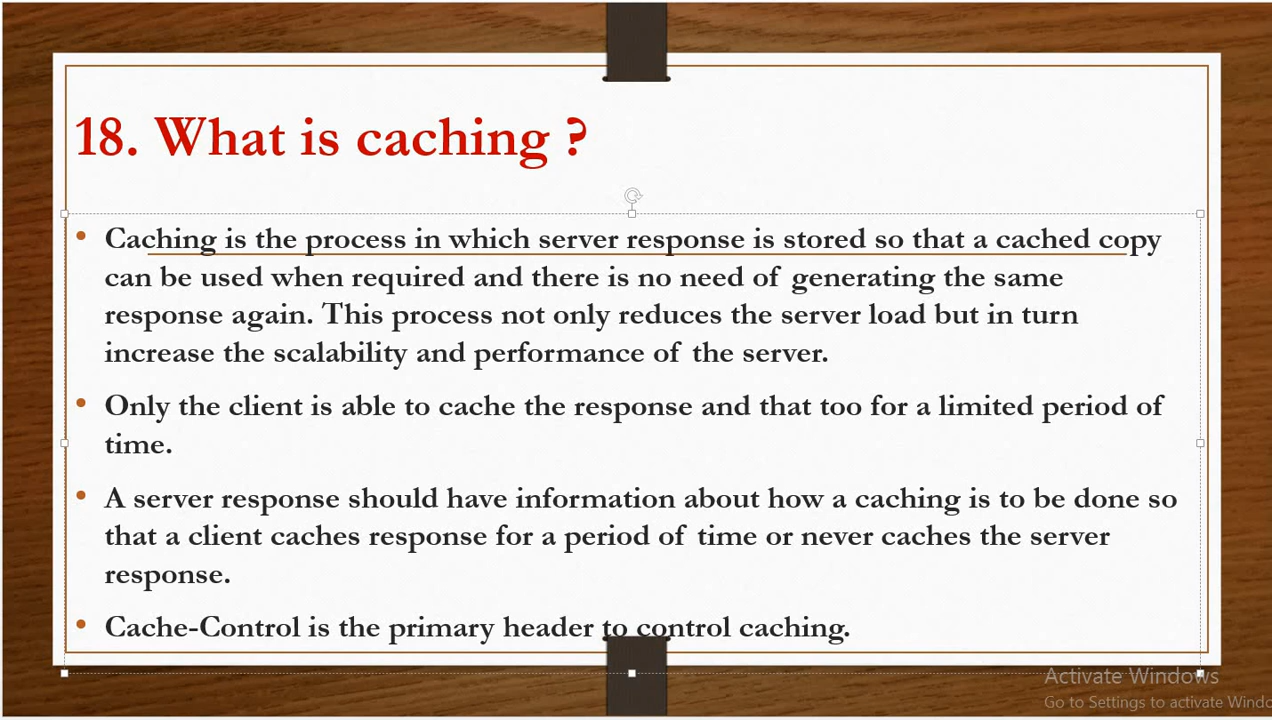 18. What is caching ?
• Caching is the process in which server response is stored so that a cached copy
can be used when required and there is no need of generating the same
response again. This process not only reduces the server load but in turn
increase the scalability and performance of the server.
• Only the client is able to cache the response and that too for a limited period of
time.
• A server response should have information about how a caching is to be done so
that a client caches response for a period of time or never caches the server
response.
• Cache-Control is the primary header to control caching.
Activate Windows
Go to Settings to activate Windo